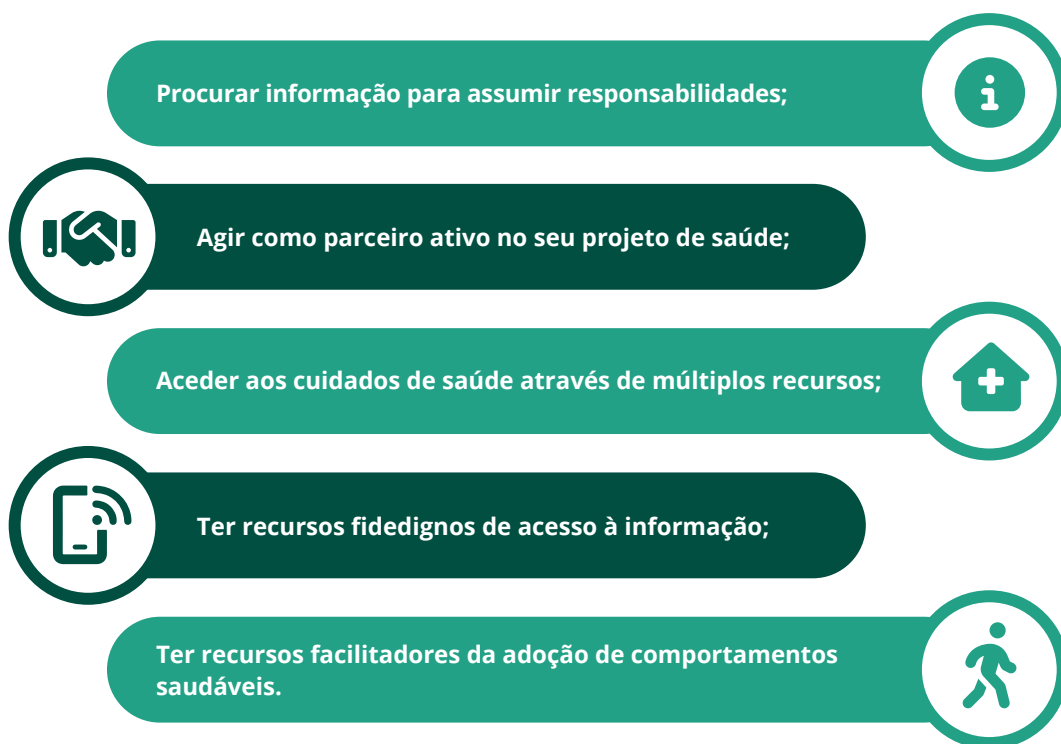 Procurar informação para assumir responsabilidades;
Agir como parceiro ativo no seu projeto de saúde;
Aceder aos cuidados de saúde através de múltiplos recursos;
Ter recursos fidedignos de acesso à informação;
Ter recursos facilitadores da adoção de comportamentos
saudáveis.